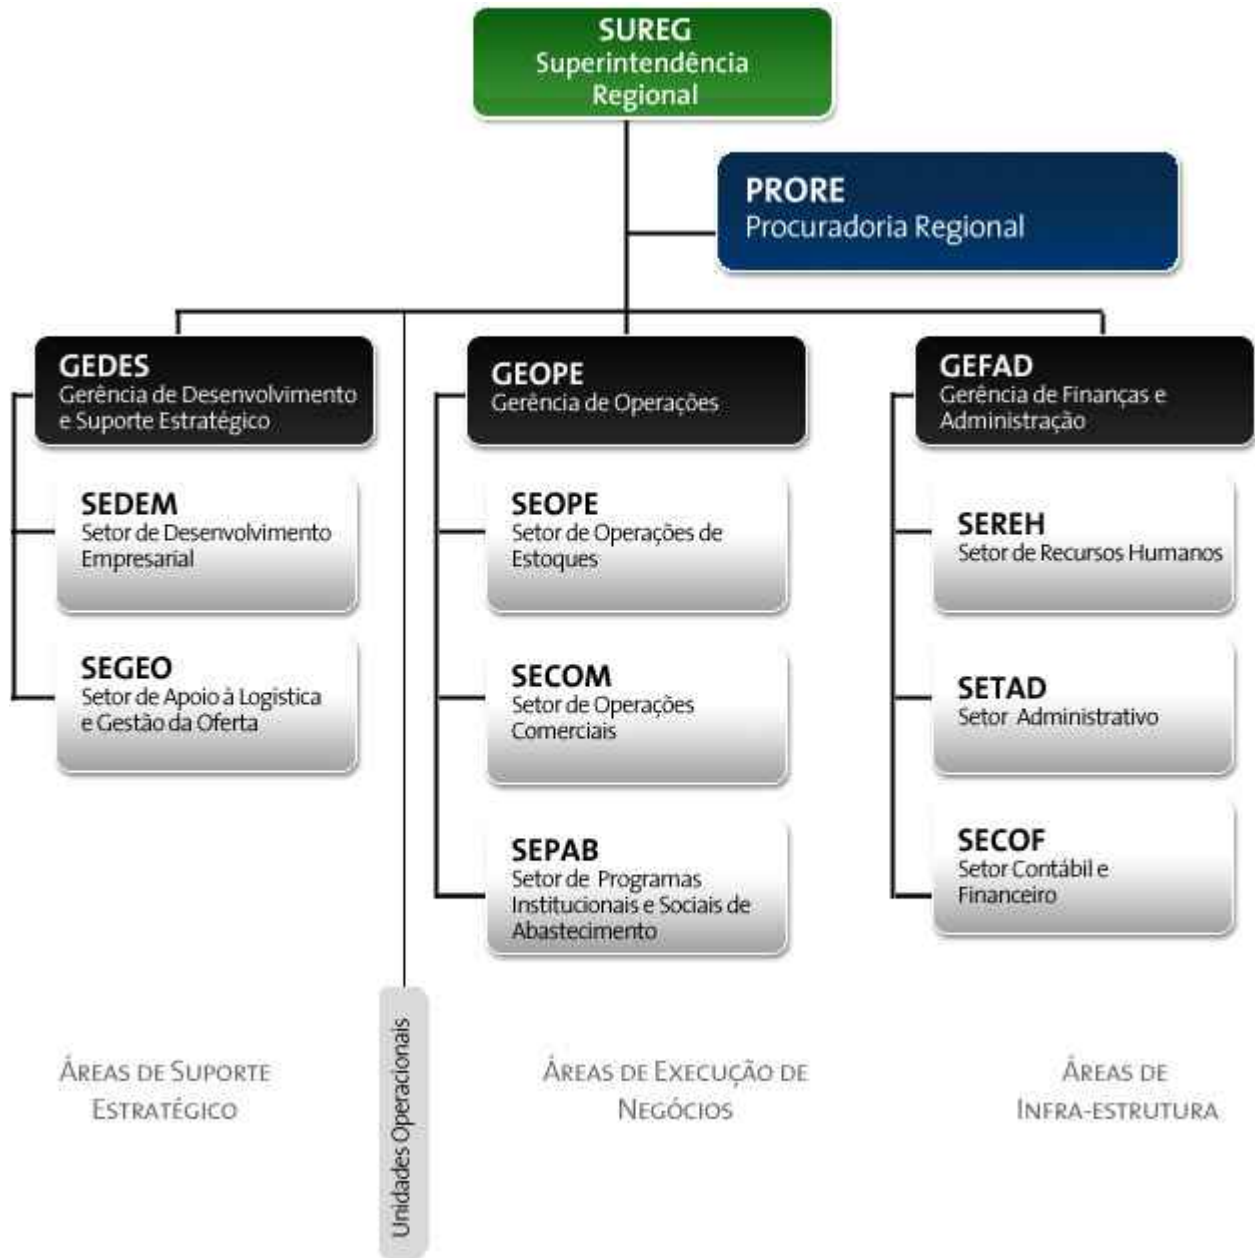 SUREG
Superintendência
Regional
PRORE
Procuradoria Regional
GEDES
Gerência de Desenvolvimento
e Suporte Estratégico
SEDEM
Setor de Desenvolvimento
Empresarial
SEGEO
Setor de Apoio à Logística
e Gestão da Oferta
GEOPE
Gerência de Operações
SEOPE
Setor de Operações de
Estoques
SECOM
Setor de Operações
Comerciais
SEPAB
Setor de Programas
Institucionais e Sociais de
Abastecimento
GEFAD
Gerência de Finanças e
Administração
SEREH
Setor de Recursos Humanos
SETAD
Setor Administrativo
SECOF
Setor Contábil e
Financeiro
ÁREAS DE SUPORTE
ESTRATÉGICO
Unidades Operacionais
ÁREAS DE EXECUÇÃO DE
NEGÓCIOS
ÁREAS DE
INFRA-ESTRUTURA